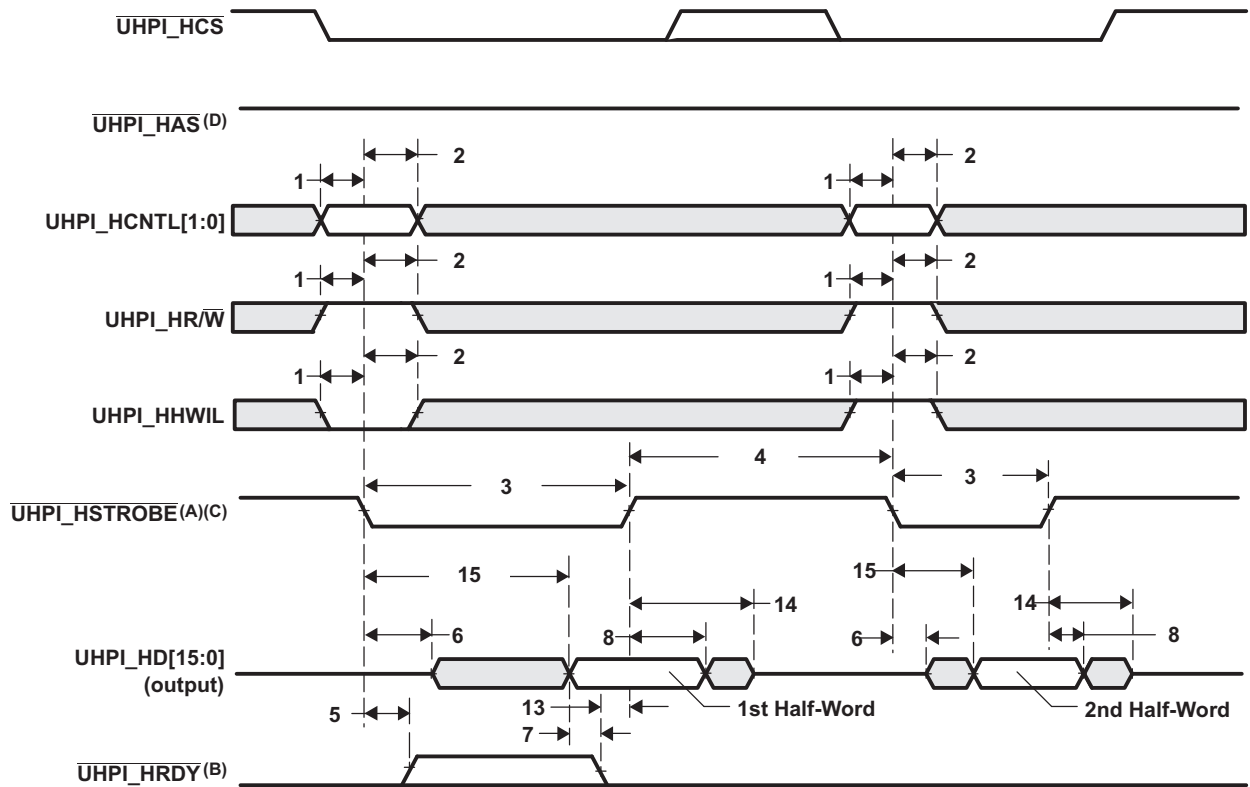 UHPI_HCS
UHPI_HAS (D)
2
2
1
1
UHPI_HCNTL[1:0]
2
2
1
1
UHPI_HR/W
2
2
1
1
UHPI_HHWIL
4
3
3
UHPI_HSTROBE (A)(C)
15
15
14
14
6
8
6
8
UHPI_HD[15:0]
(output)
5
13
1st Half-Word
2nd Half-Word
7
UHPI_HRDY (B)